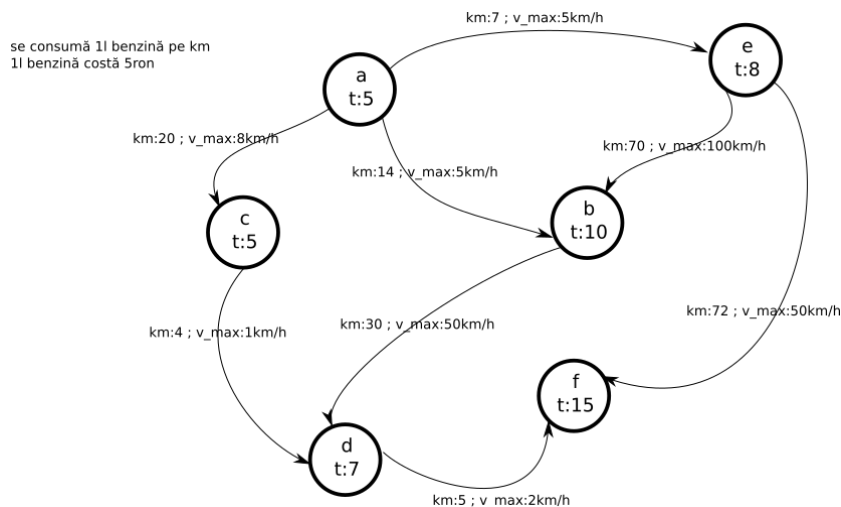 se consumă 1l benzină pe km
1l benzină costă 5ron
km:7 ; v_max:5km/h
e
t:8
a
t:5
km:20 ; v_max:8km/h
km:70 ; v_max:100km/h
km:14 ; v_max:5km/h
b
t:10
c
t:5
km:72 ; v_max:50km/h
km:30 ; v_max:50km/h
km:4 ; v_max:1km/h
f
t:15
d
t:7
km:5 ; v_max:2km/h